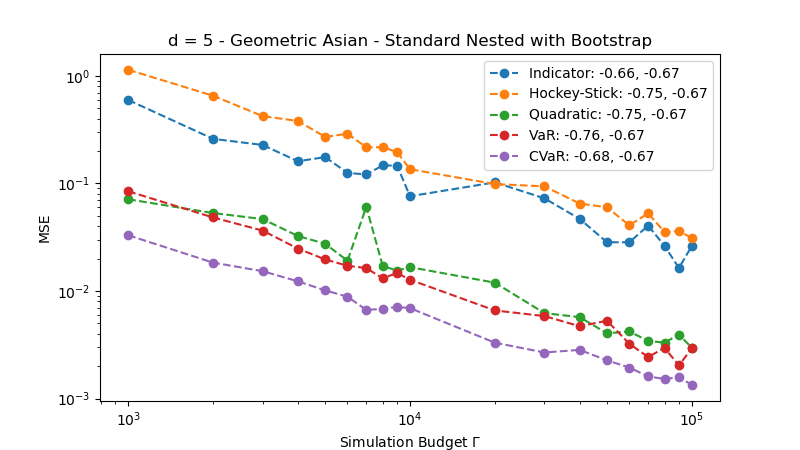 d = 5 - Geometric Asian - Standard Nested with Bootstrap
MSE
10⁰
10⁻¹
10⁻²
10⁻³
Indicator: -0.66, -0.67
Hockey-Stick: -0.75, -0.67
Quadratic: -0.75, -0.67
VaR: -0.76, -0.67
CVaR: -0.68, -0.67
10³
10⁴
10⁵
Simulation Budget Γ